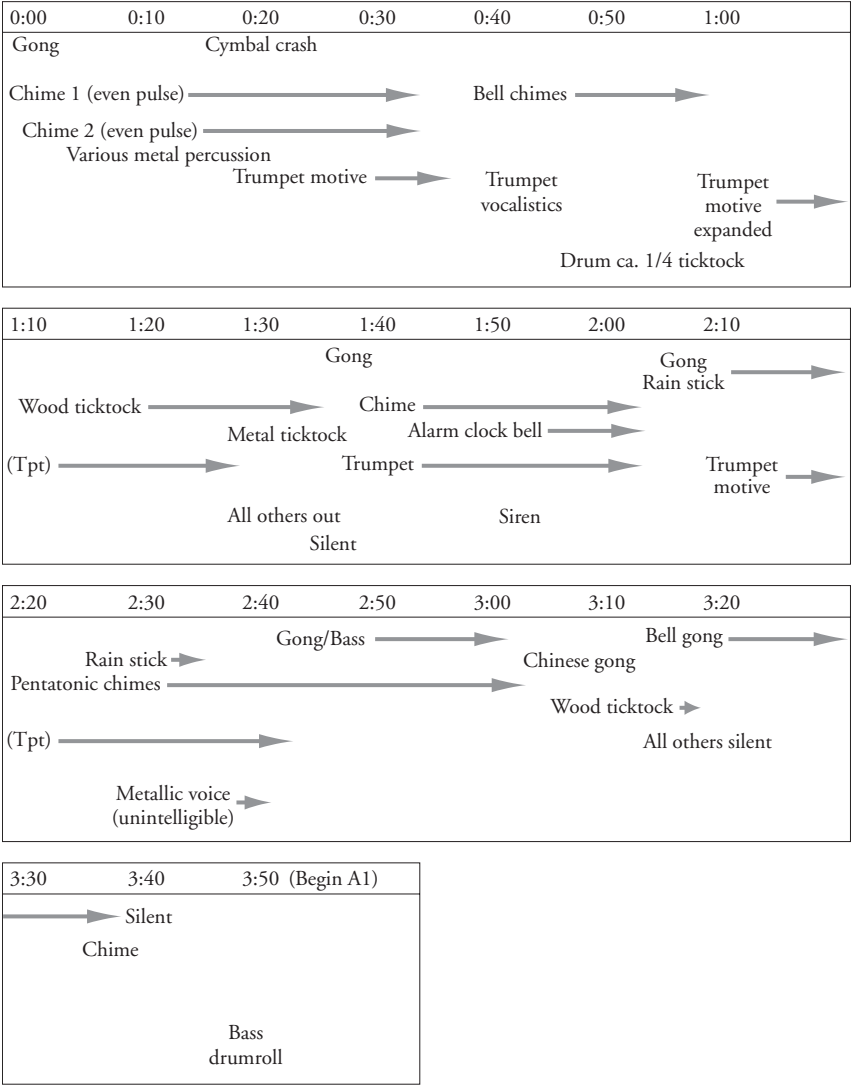 0:00 0:10 0:20 0:30 0:40 0:50 1:00
Gong Cymbal crash
Chime 1 (even pulse) Bell chimes
Chime 2 (even pulse)
Various metal percussion
Trumpet motive Trumpet Trumpet
vocalistics motive
expanded
Drum ca. 1/4 ticktock
1:10 1:20 1:30 1:40 1:50 2:00 2:10
Gong Gong
Rain stick
Wood ticktock Chime
Metal ticktock Alarm clock bell
(Tpt) Trumpet Trumpet
motive
All others out Siren
Silent
2:20 2:30 2:40 2:50 3:00 3:10 3:20
Gong/Bass Bell gong
Rain stick Chinese gong
Pentatonic chimes
Wood ticktock
(Tpt) All others silent
Metallic voice
(unintelligible)
3:30 3:40 3:50 (Begin A1)
Silent
Chime
Bass
drumroll